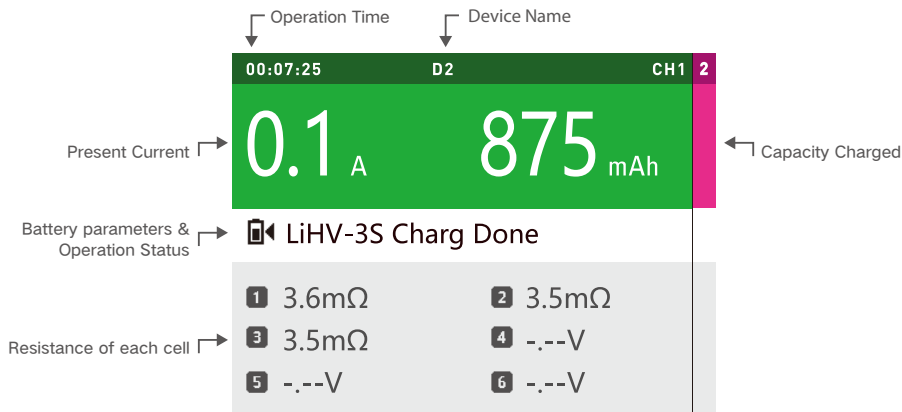 Operation Time
Device Name
00:07:25 D2 CH1 2
Present Current
0.1 A 875 mAh
Capacity Charged
Battery parameters &
Operation Status
LiHV-3S Charg Done
1 3.6mΩ 2 3.5mΩ
Resistance of each cell
3 3.5mΩ 4 -.--V
5 -.--V 6 -.--V